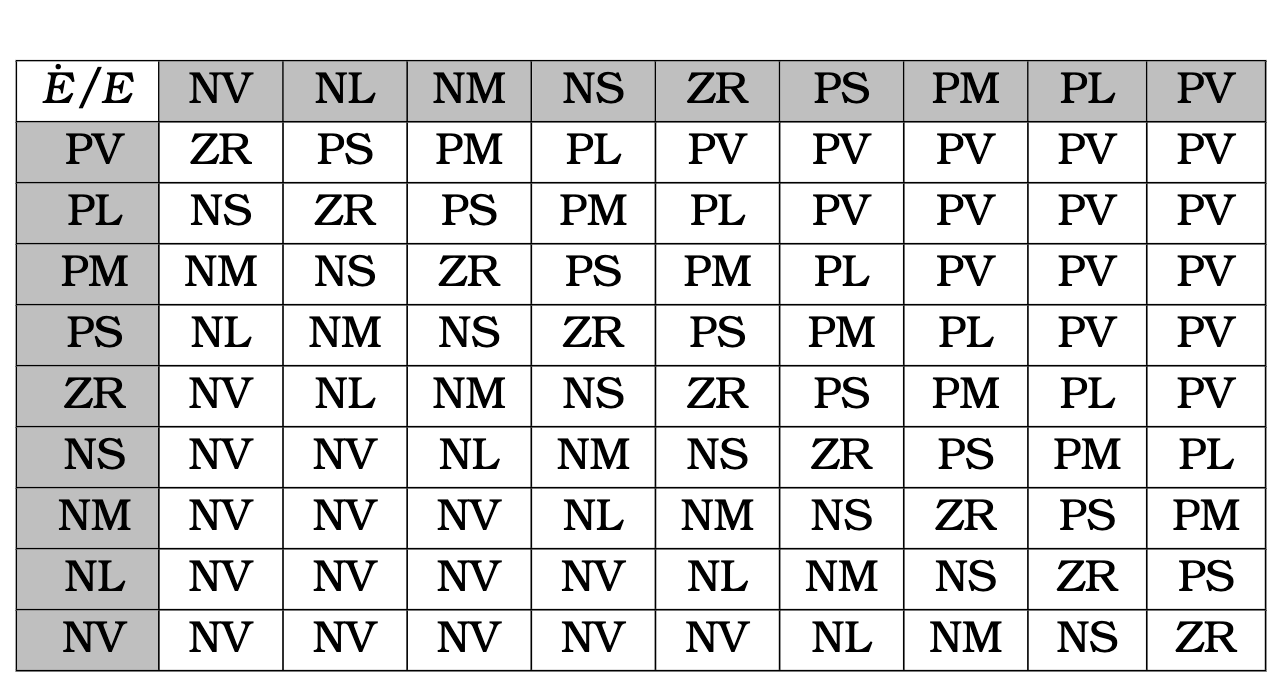 Ė/E NV NL NM NS ZR PS PM PL PV
PV ZR PS PM PL PV PV PV PV PV
PL NS ZR PS PM PL PV PV PV PV
PM NM NS ZR PS PM PL PV PV PV
PS NL NM NS ZR PS PM PL PV PV
ZR NV NL NM NS ZR PS PM PL PV
NS NV NV NL NM NS ZR PS PM PL
NM NV NV NV NL NM NS ZR PS PM
NL NV NV NV NV NL NM NS ZR PS
NV NV NV NV NV NV NL NM NS ZR